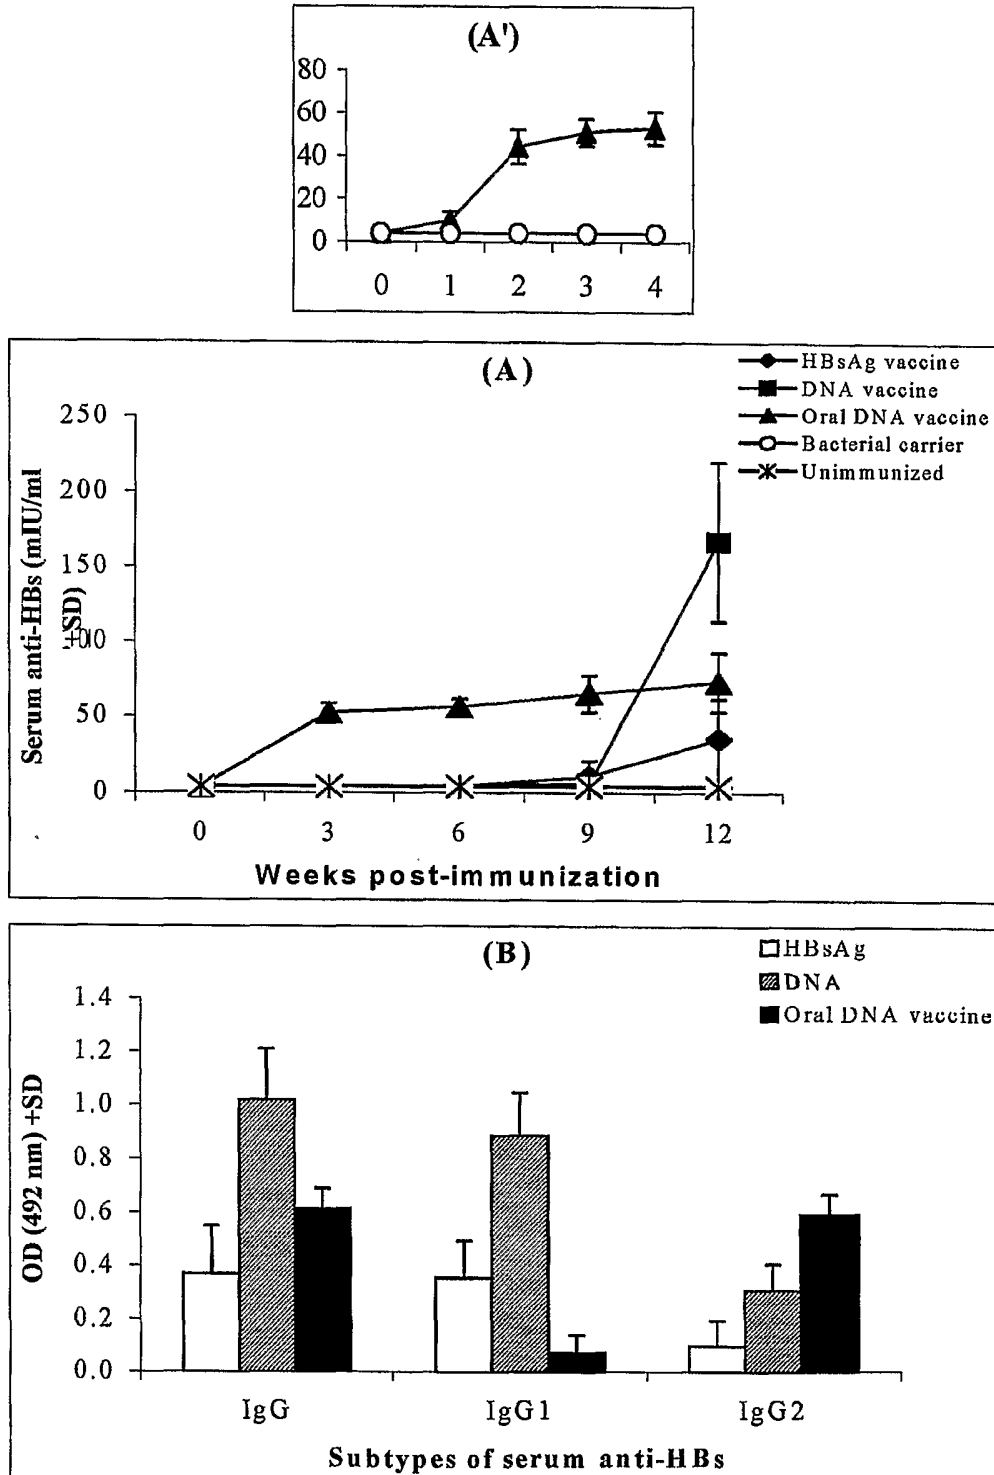 (A')
80
60
40
20
0
0 1 2 3 4
(A)
HBsAg vaccine
DNA vaccine
Oral DNA vaccine
Bacterial carrier
Unimmunized
Serum anti-HBs (mIU/ml
+SD)
250
200
150
100
50
0
0 3 6 9 12
Weeks post-immunization
(B)
HBsAg
DNA
Oral DNA vaccine
OD (492 nm) +SD
1.4
1.2
1.0
0.8
0.6
0.4
0.2
0.0
IgG IgG1 IgG2
Subtypes of serum anti-HBs